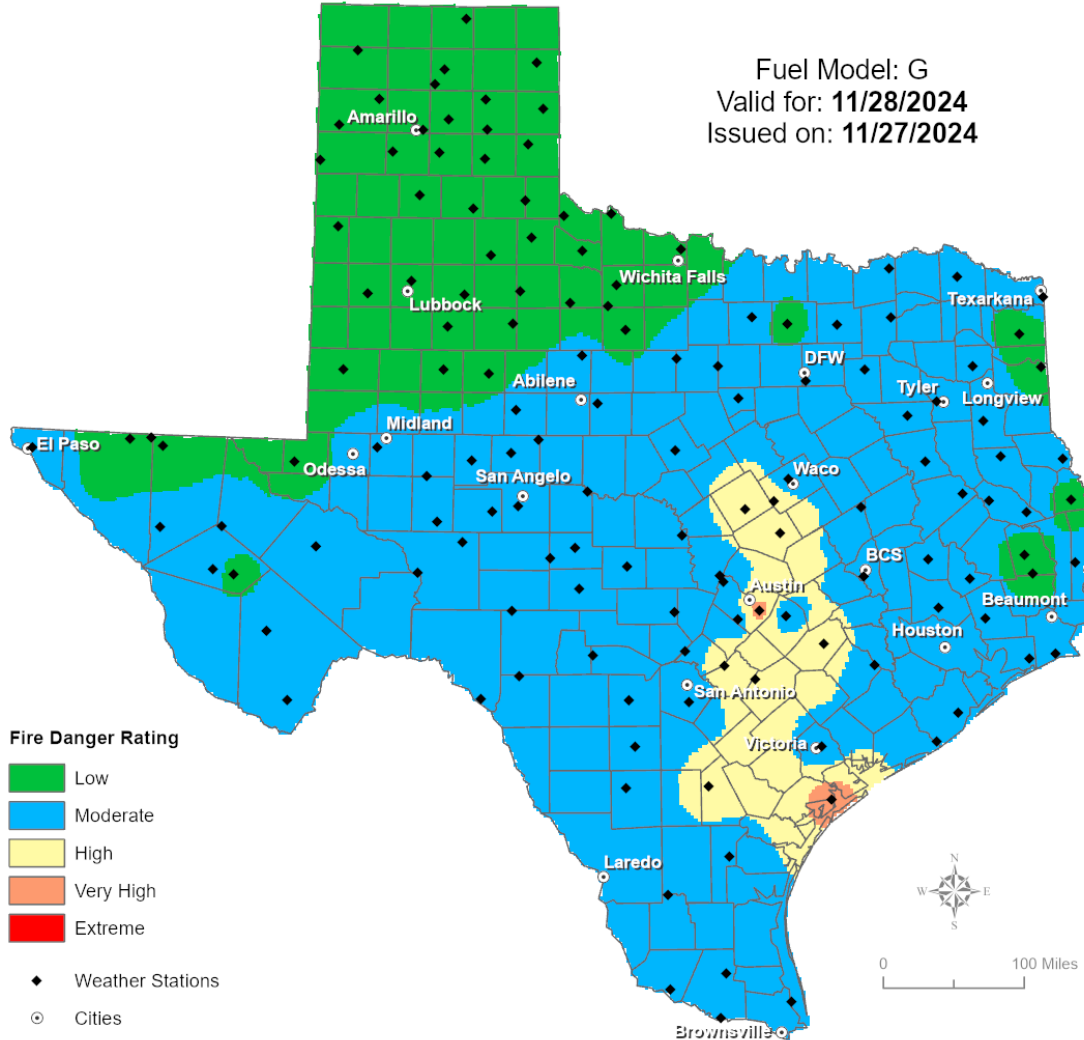 Fuel Model: G
Valid for: 11/28/2024
Issued on: 11/27/2024
Amarillo
Wichita Falls
Lubbock
Texarkana
DFW
Abilene
Tyler
Longview
Midland
El Paso
Odessa
Waco
San Angelo
BCS
Austin
Beaumont
Houston
San Antonio
Victoria
Fire Danger Rating
Low
Moderate
High
Very High
Extreme
Weather Stations
Cities
Laredo
N
W
E
S
0
100 Miles
Brownsville